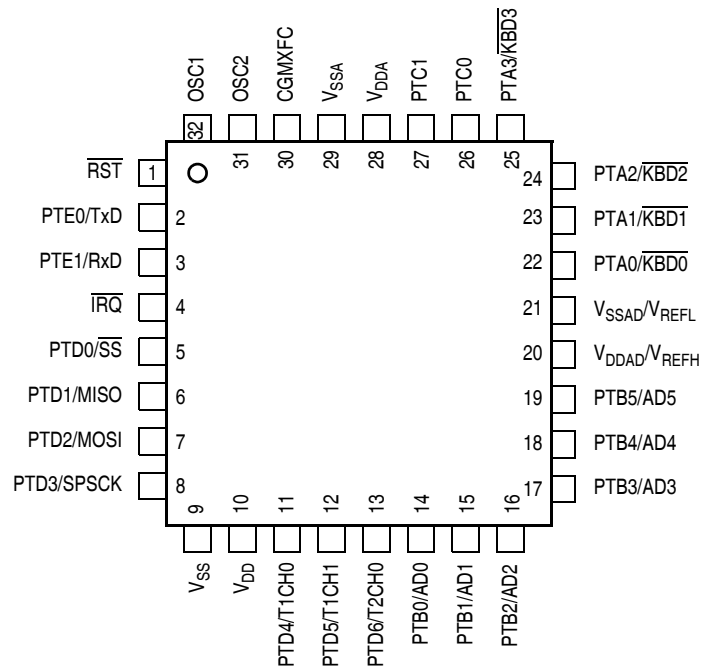 OSC1
OSC2
CGMXFC
VSSA
VDDA
PTC1
PTC0
PTA3/KBD3
32
31
30
29
28
27
26
25
RST 1
PTE0/TxD 2
PTE1/RxD 3
IRQ 4
PTD0/SS 5
PTD1/MISO 6
PTD2/MOSI 7
PTD3/SPSCK 8
24 PTA2/KBD2
23 PTA1/KBD1
22 PTA0/KBD0
21 VSSAD/VREFL
20 VDDAD/VREFH
19 PTB5/AD5
18 PTB4/AD4
17 PTB3/AD3
9
10
11
12
13
14
15
16
VSS
VDD
PTD4/T1CH0
PTD5/T1CH1
PTD6/T2CH0
PTB0/AD0
PTB1/AD1
PTB2/AD2